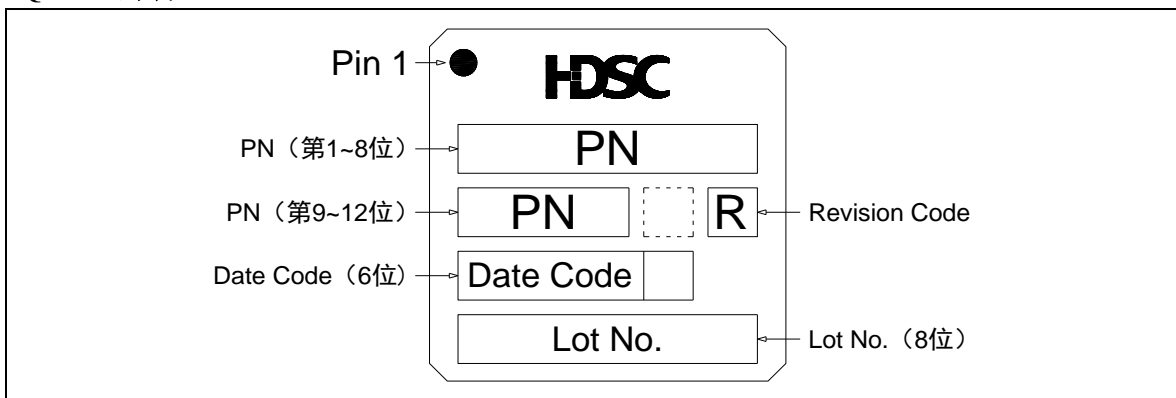 Pin 1
HDSC
PN（第1~8位）
PN
PN（第9~12位）
PN
R
Revision Code
Date Code（6位）
Date Code
Lot No.
Lot No.（8位）